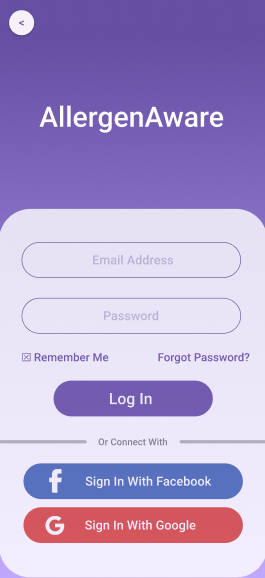 <
AllergenAware
Email Address
Password
Remember Me Forgot Password?
Log In
Or Connect With
Sign In With Facebook
Sign In With Google